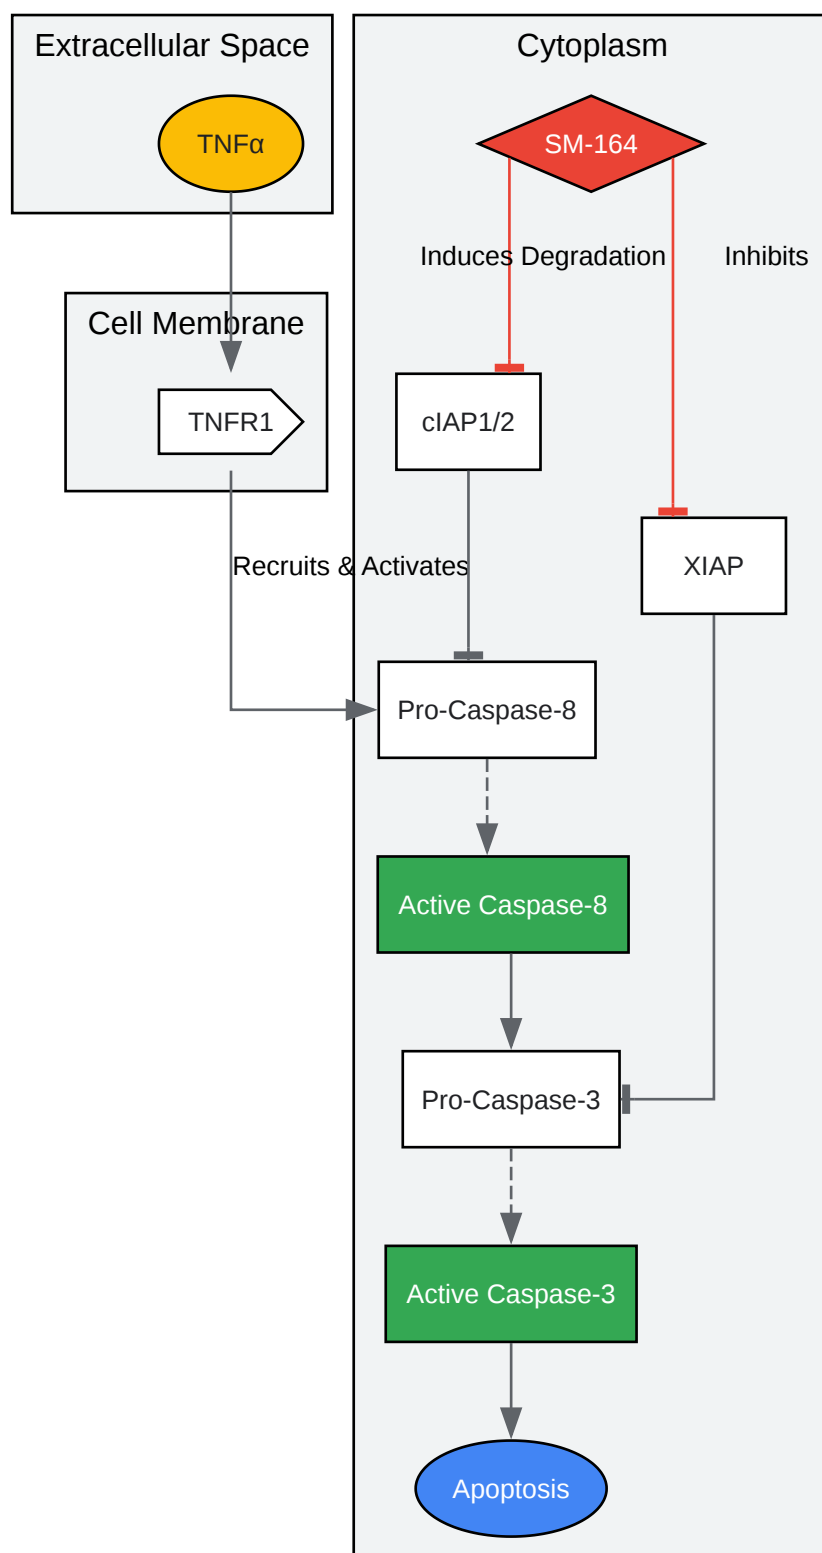 Extracellular Space
Cytoplasm
TNFα
SM-164
Induces Degradation
Inhibits
Cell Membrane
TNFR1
cIAP1/2
Recruits & Activates
XIAP
Pro-Caspase-8
Active Caspase-8
Pro-Caspase-3
Active Caspase-3
Apoptosis